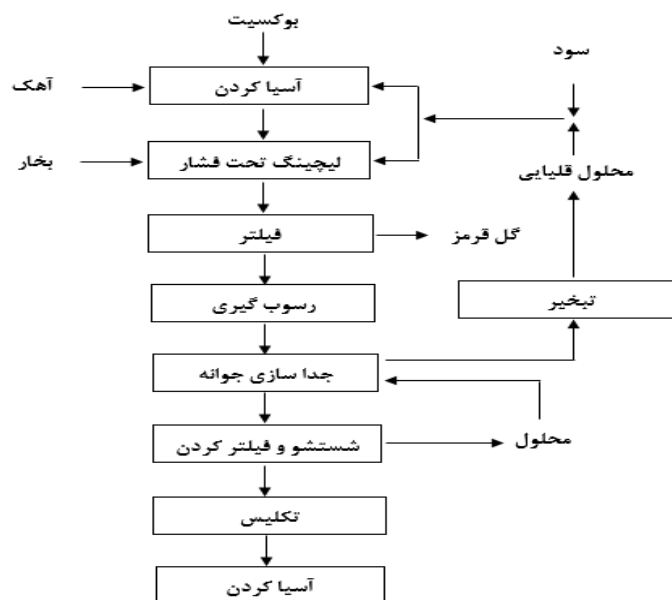 بوکسیت
سود
آهک
آسیا کردن
بخار
لیچینگ تحت فشار
محلول قلیایی
فیلتر
گل قرمز
رسوب گیری
تبخیر
جدا سازی جوانه
شستشو و فیلتر کردن
محلول
تکلیس
آسیا کردن